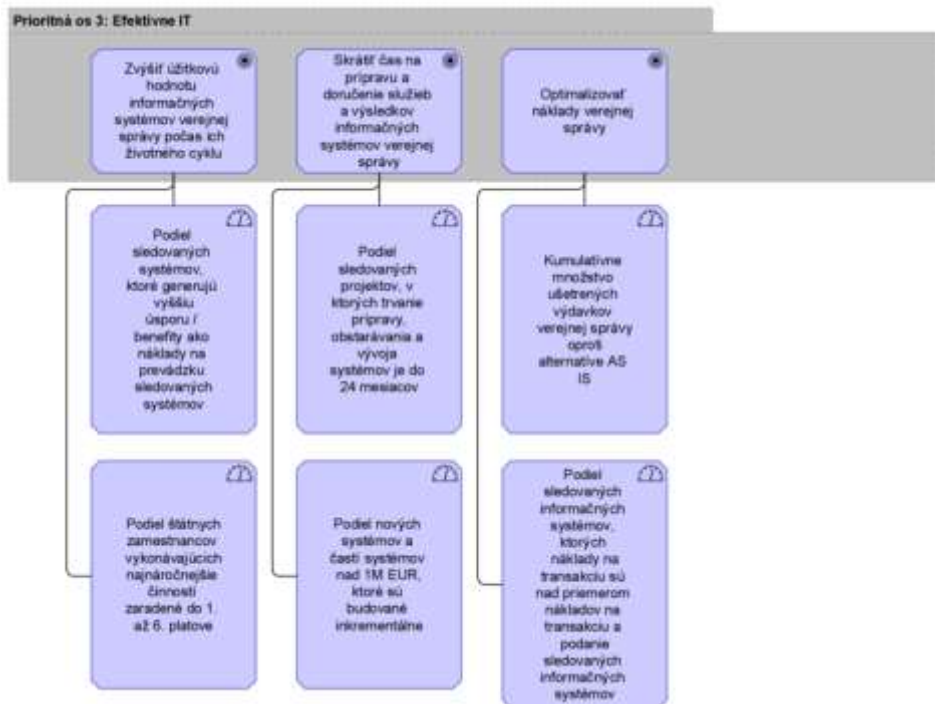 Prioritná os 3: Efektívne IT
Zvýšiť úžitkovú
hodnotu
informačných
systémov verejnej
správy počas ich
životného cyklu
Skrátiť čas na
prípravu a
doručenie služieb
a výsledkov
informačných
systémov verejnej
správy
Optimalizovať
náklady verejnej
správy
Podiel
sledovaných
systémov,
ktoré generujú
vyššiu
úsporu /
benefity ako
náklady na
prevádzku
sledovaných
systémov
Podiel
sledovaných
projektov, v
ktorých trvanie
prípravy,
obstarávania a
vývoja
systémov je do
24 mesiacov
Kumulatívne
množstvo
ušetrených
výdavkov
verejnej správy
oproti
alternatíve AS
IS
Podiel štátnych
zamestnancov
vykonávajúcich
najnáročnejšie
činnosti
zaradené do 1.
až 6. platove
Podiel nových
systémov a
častí systémov
nad 1M EUR,
ktoré sú
budované
inkrementálne
Podiel
sledovaných
informačných
systémov,
ktorých
náklady na
transakciu sú
nad priemerom
nákladov na
transakciu a
podanie
sledovaných
informačných
systémov